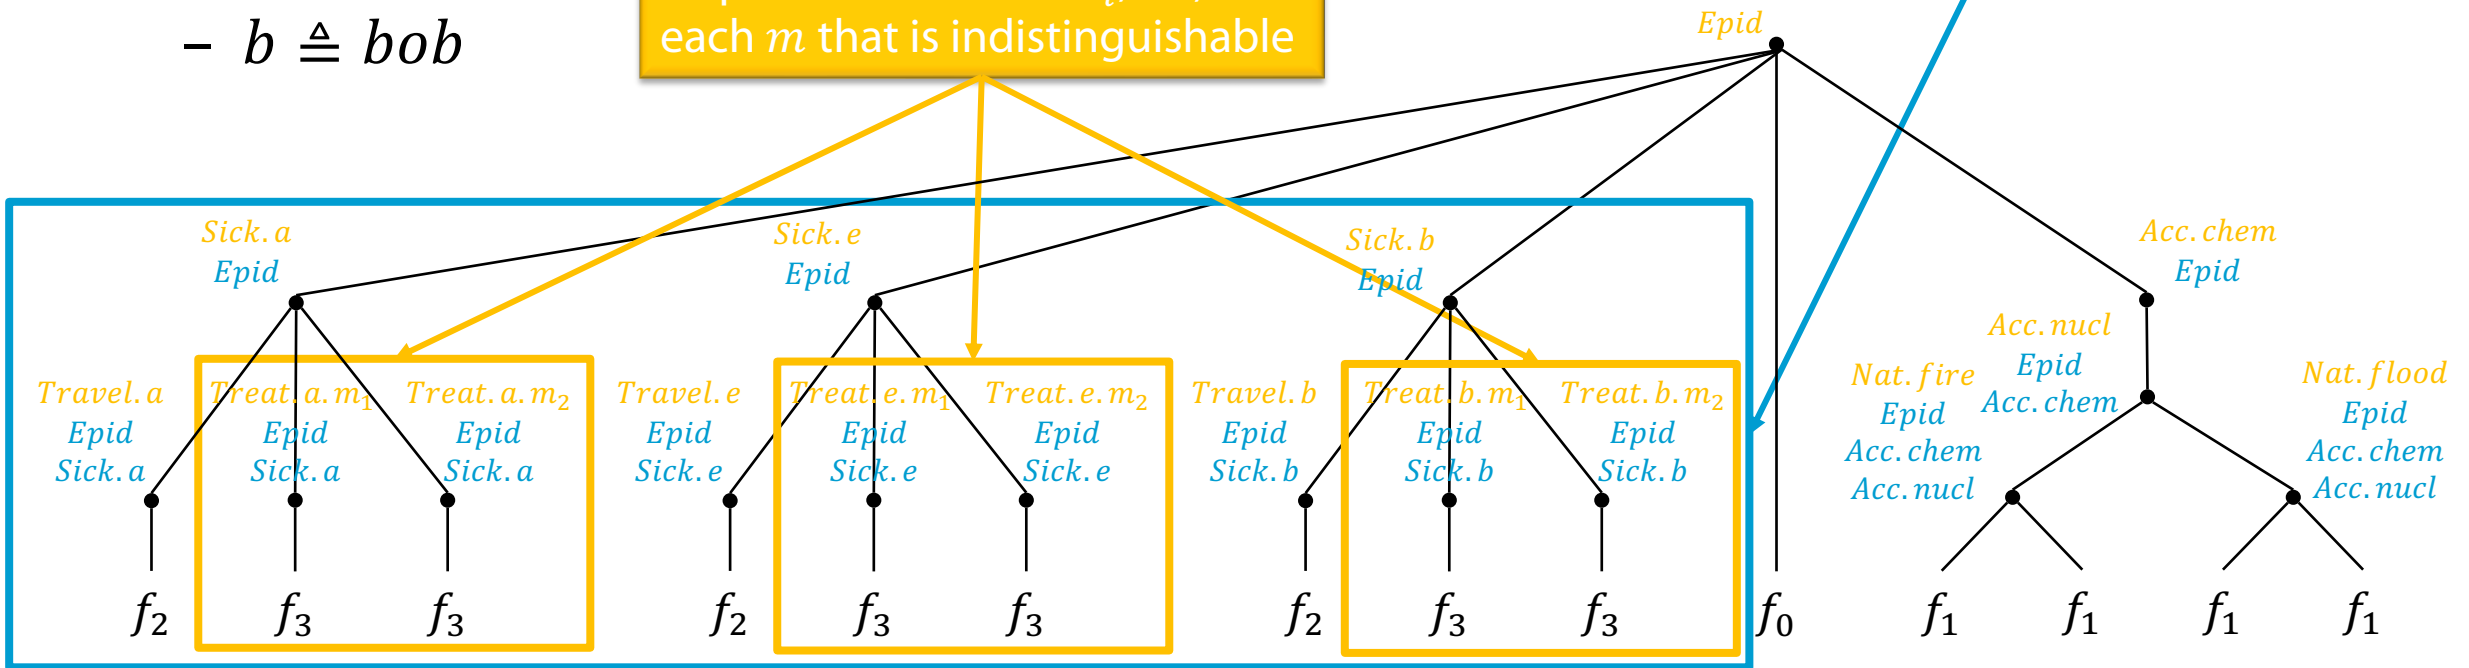 – b ≜ bob
each m that is indistinguishable
Epid
Sick.a
Epid
Sick.e
Epid
Sick.b
Epid
Acc.chem
Epid
Travel.a
Epid
Sick.a
Treat.a.m₁
Epid
Sick.a
Treat.a.m₂
Epid
Sick.a
Travel.e
Epid
Sick.e
Treat.e.m₁
Epid
Sick.e
Treat.e.m₂
Epid
Sick.e
Travel.b
Epid
Sick.b
Treat.b.m₁
Epid
Sick.b
Treat.b.m₂
Epid
Sick.b
Acc.nucl
Epid
Acc.chem
Nat.fire
Epid
Acc.chem
Acc.nucl
Nat.flood
Epid
Acc.chem
Acc.nucl
f₂ f₃ f₃ f₂ f₃ f₃ f₂ f₃ f₃ f₀ f₁ f₁ f₁ f₁